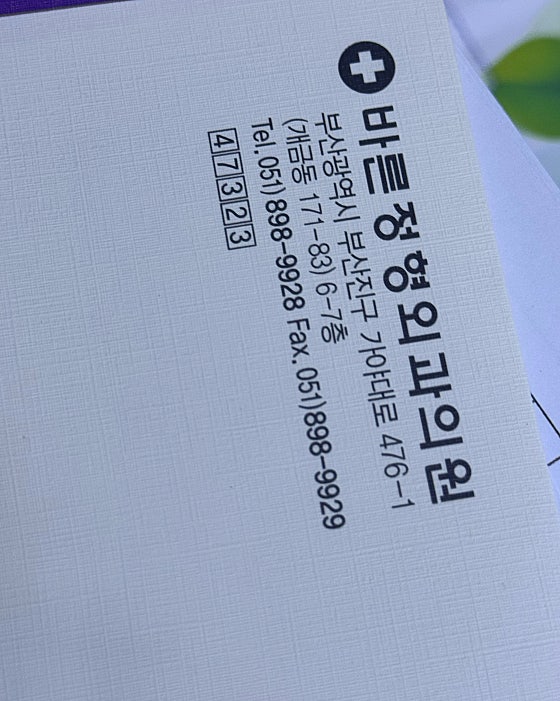 바른정형외과의원
부산광역시 부산진구 가야대로 476-1
(개금동 171-83) 6-7층
Tel. 051) 898-9928 Fax. 051)898-9929
47323